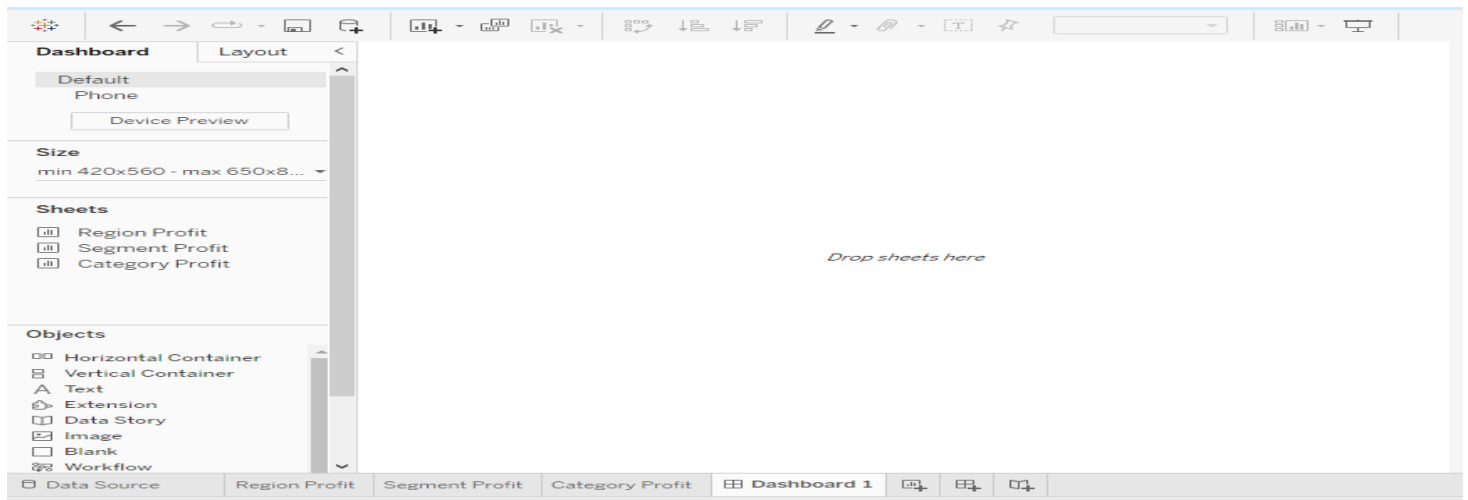 Dashboard Layout <
Default
Phone
Device Preview
Size
min 420x560 - max 650x8...
Sheets
Region Profit
Segment Profit
Category Profit
Drop sheets here
Objects
Horizontal Container
Vertical Container
A Text
Extension
Data Story
Image
Blank
Workflow
Data Source Region Profit Segment Profit Category Profit Dashboard 1